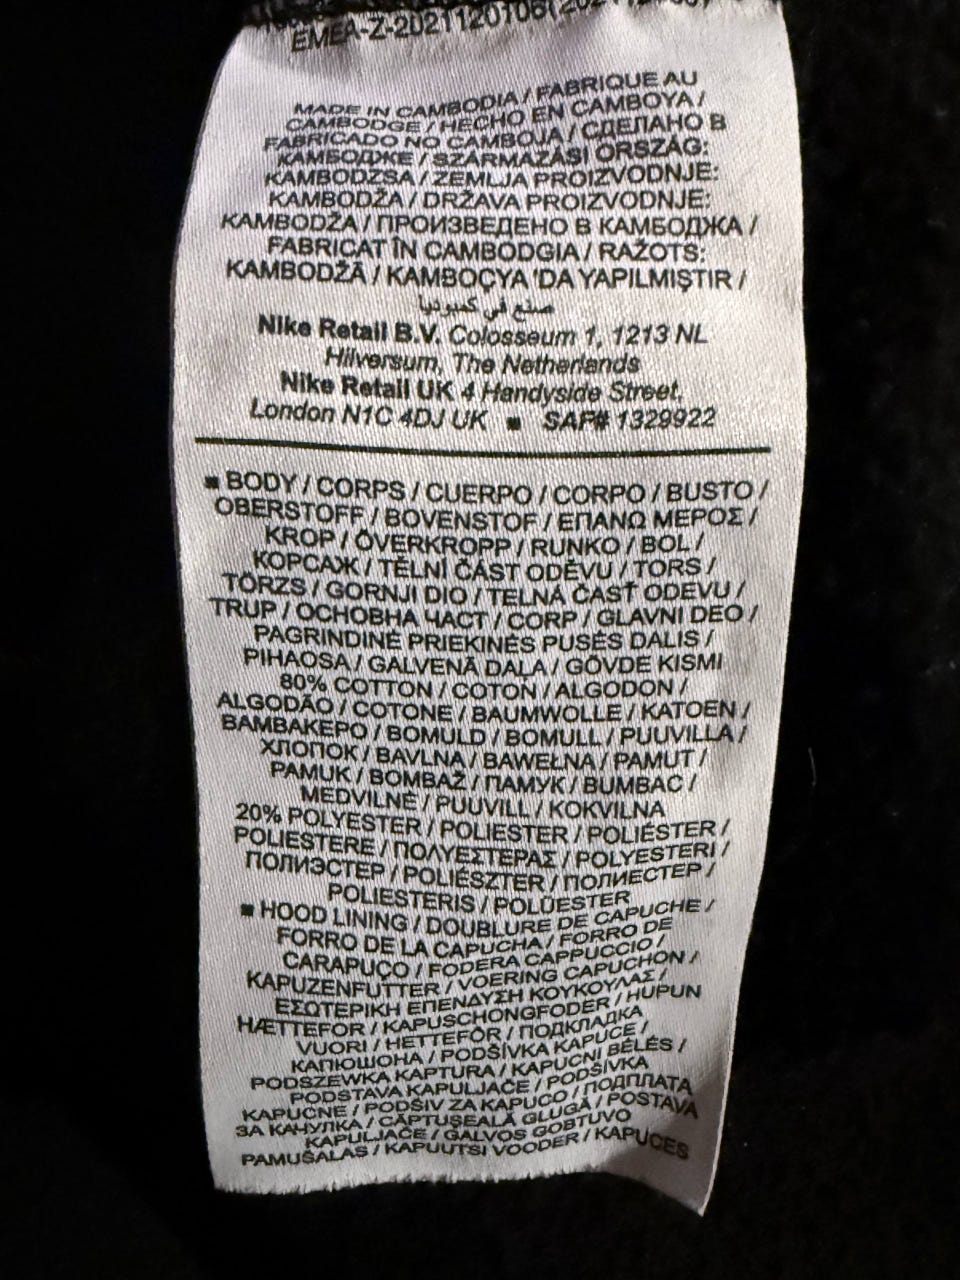 EMEA-Z-2021120106(
MADE IN CAMBODIA / FABRIQUE AU
CAMBODGE / HECHO EN CAMBOYA /
FABRICADO NO CAMBOJA / СДЕЛАНО В
КАМБОДЖЕ / SZÁRMAZÁSI ORSZÁG:
KAMBODZSA / ZEMLJA PROIZVODNJE:
KAMBODŽA / DRŽAVA PROIZVODNJE:
KAMBODŽA / ПРОИЗВЕДЕНО В КАМБОДЖА /
FABRICAT ÎN CAMBODGIA / RAŽOTS:
KAMBODŽĀ / KAMBOÇYA 'DA YAPILMIŞTIR /
صنع في كمبوديا
Nike Retail B.V. Colosseum 1, 1213 NL
Hilversum, The Netherlands
Nike Retail UK 4 Handyside Street,
London N1C 4DJ UK ■ SAP# 1329922
■ BODY / CORPS / CUERPO / CORPO / BUSTO /
OBERSTOFF / BOVENSTOF / ΕΠΑΝΩ ΜΕΡΟΣ /
KROP / ÖVERKROPP / RUNKO / BOL /
КОРСАЖ / TĚLNÍ ČÁST ODĚVU / TORS /
TÖRZS / GORNJI DIO / TELNÁ ČASŤ ODEVU /
TRUP / ОСНОВНА ЧАСТ / CORP / GLAVNI DEO /
PAGRINDINĖ PRIEKINĖS PUSĖS DALIS /
PIHAOSA / GALVENĀ DAĻA / GÖVDE KISMI
80% COTTON / COTON / ALGODON /
ALGODÃO / COTONE / BAUMWOLLE / KATOEN /
ΒΑΜΒΑΚΕΡΟ / BOMULD / BOMULL / PUUVILLA /
ХЛОПОК / BAVLNA / BAWEŁNA / PAMUT /
PAMUK / BOMBAŽ / ПАМУК / BUMBAC /
MEDVILNĖ / PUUVILL / KOKVILNA
20% POLYESTER / POLIESTER / POLIÉSTER /
POLIESTERE / ΠΟΛΥΕΣΤΕΡΑΣ / POLYESTERI /
ПОЛИЭСТЕР / POLIÉSZTER / ПОЛИЕСТЕР /
POLIESTERIS / POLÜESTER
■ HOOD LINING / DOUBLURE DE CAPUCHE /
FORRO DE LA CAPUCHA / FORRO DE
CARAPUÇO / FODERA CAPPUCCIO /
KAPUZENFUTTER / VOERING CAPUCHON /
ΕΣΩΤΕΡΙΚΗ ΕΠΕΝΔΥΣΗ ΚΟΥΚΟΥΛΑΣ /
HÆTTEFOR / KAPUSCHONGFODER / HUPUN
VUORI / HETTEFÔR / ПОДКЛАДКА
КАПЮШОНА / PODŠÍVKA KAPUCE /
PODSZEWKA KAPTURA / KAPUCNI BÉLÉS /
PODSTAVA KAPULJAČE / PODŠÍVKA
KAPUCNE / PODŠIV ZA KAPUCO / ПОДПЛАТА
ЗА КАЧУЛКА / CĂPTUȘEALĂ GLUGĂ / POSTAVA
KAPULJAČE / GALVOS GOBTUVO
PAMUŠALAS / KAPUUTSI VOODER / KAPUCES